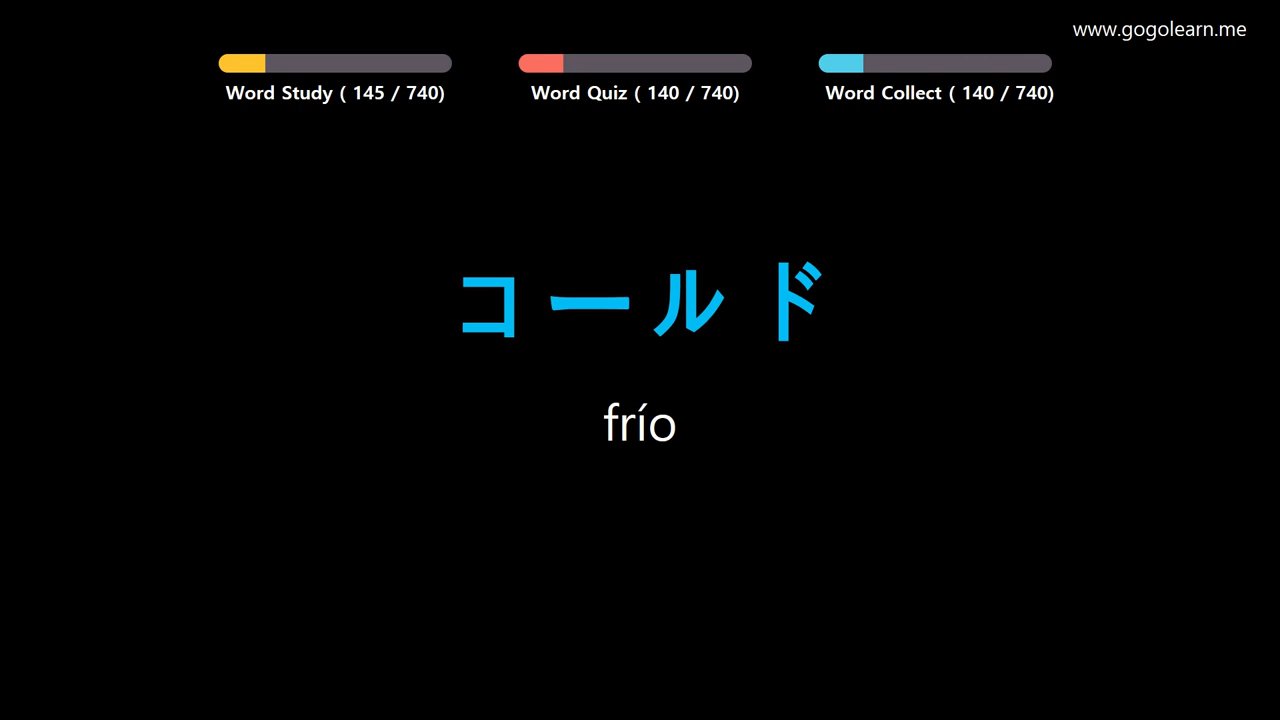 www.gogolearn.me
Word Study ( 145 / 740)
Word Quiz ( 140 / 740)
Word Collect ( 140 / 740)
コールド
frío